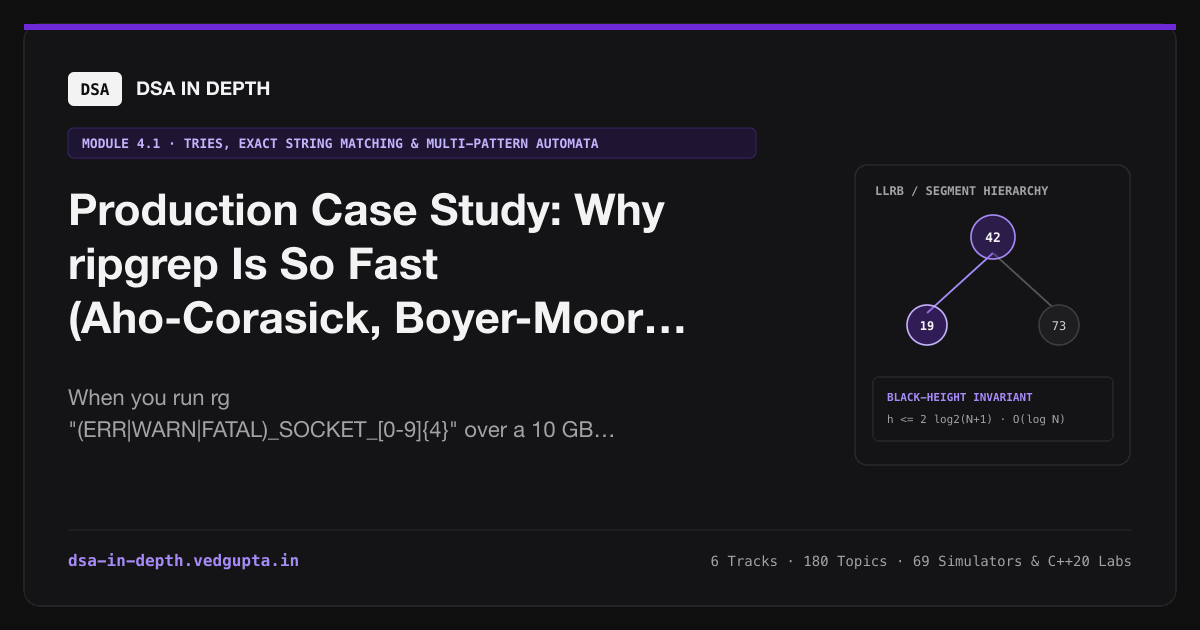 DSA
DSA IN DEPTH
MODULE 4.1 · TRIES, EXACT STRING MATCHING & MULTI-PATTERN AUTOMATA
Production Case Study: Why
ripgrep Is So Fast
(Aho-Corasick, Boyer-Moor...
When you run rg
"(ERR|WARN|FATAL)_SOCKET_[0-9]{4}" over a 10 GB...
LLRB / SEGMENT HIERARCHY
42
19
73
BLACK-HEIGHT INVARIANT
h <= 2 log2(N+1) · O(log N)
dsa-in-depth.vedgupta.in
6 Tracks · 180 Topics · 69 Simulators & C++20 Labs